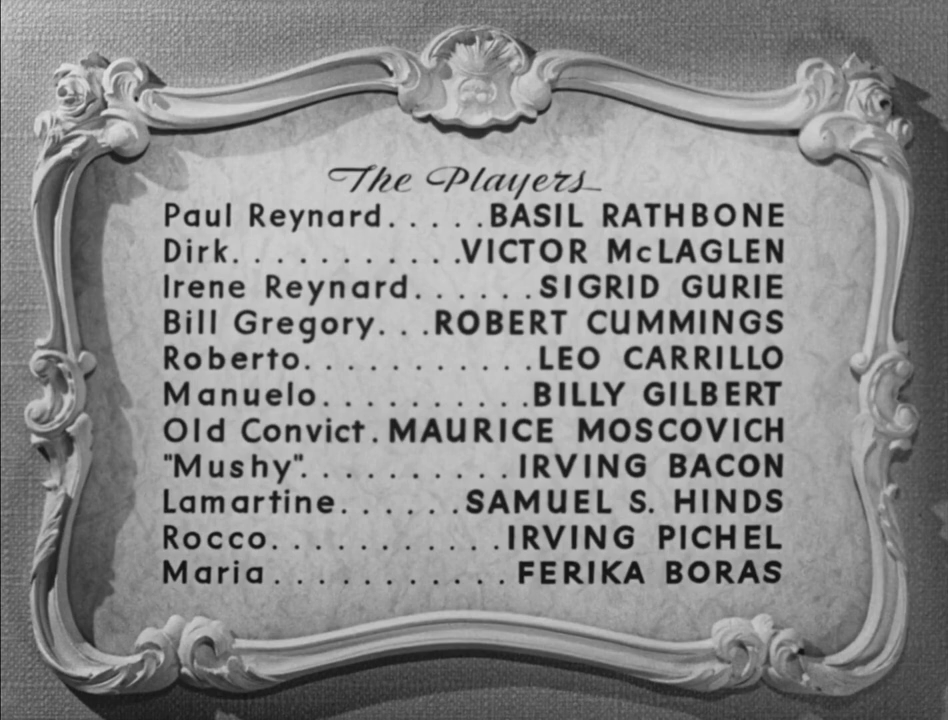 The Players
Paul Reynard.....BASIL RATHBONE
Dirk...........VICTOR McLAGLEN
Irene Reynard......SIGRID GURIE
Bill Gregory...ROBERT CUMMINGS
Roberto...........LEO CARRILLO
Manuelo..........BILLY GILBERT
Old Convict.MAURICE MOSCOVICH
"Mushy"..........IRVING BACON
Lamartine......SAMUEL S. HINDS
Rocco...........IRVING PICHEL
Maria...........FERIKA BORAS